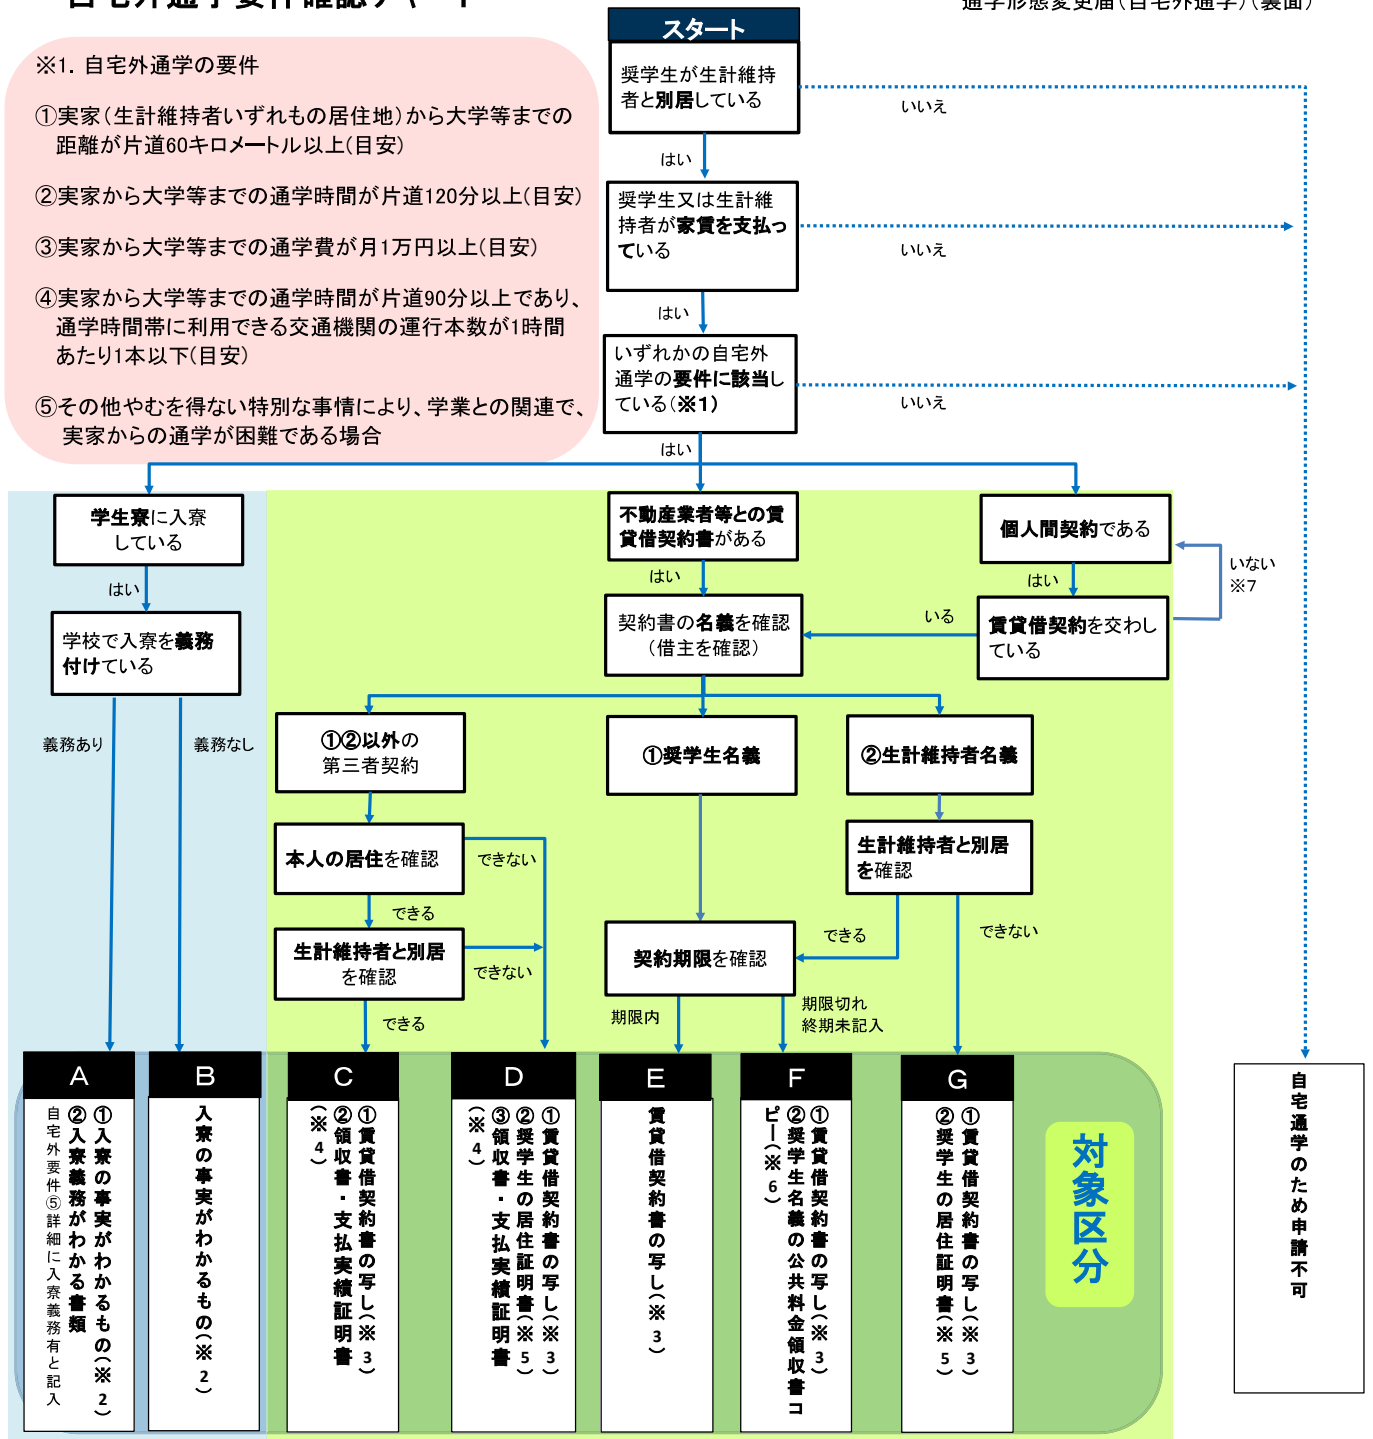 自宅外通学要件確認チャート
通学形態変更届(自宅外通学)(裏面)
※1. 自宅外通学の要件
①実家(生計維持者いずれもの居住地)から大学等までの
距離が片道60キロメートル以上(目安)
②実家から大学等までの通学時間が片道120分以上(目安)
③実家から大学等までの通学費が月1万円以上(目安)
④実家から大学等までの通学時間が片道90分以上であり、
通学時間帯に利用できる交通機関の運行本数が1時間
あたり1本以下(目安)
⑤その他やむを得ない特別な事情により、学業との関連で、
実家からの通学が困難である場合
スタート
奨学生が生計維持
者と別居している
いいえ
はい
奨学生又は生計維
持者が家賃を支払っ
ている
いいえ
はい
いずれかの自宅外
通学の要件に該当し
ている(※1)
いいえ
はい
学生寮に入寮
している
はい
学校で入寮を義務
付けている
義務あり
義務なし
不動産業者等との賃
貸借契約書がある
はい
契約書の名義を確認
(借主を確認)
個人間契約である
はい
いない
※7
賃貸借契約を交わし
ている
いる
①②以外の
第三者契約
①奨学生名義
②生計維持者名義
本人の居住を確認
できない
できる
生計維持者と別居
を確認
できない
できる
生計維持者と別居
を確認
できる
できない
契約期限を確認
期限内
期限切れ
終期未記入
A
①入寮の事実がわかるもの(※2)
②入寮義務がわかる書類
自宅外要件⑤詳細に入寮義務有と記入
B
入寮の事実がわかるもの(※2)
C
①賃貸借契約書の写し(※3)
②領収書・支払実績証明書
(※4)
D
①賃貸借契約書の写し(※3)
②奨学生の居住証明書(※5)
③領収書・支払実績証明書
(※4)
E
賃貸借契約書の写し(※3)
F
①賃貸借契約書の写し(※3)
②奨学生名義の公共料金領収書コ
ピー(※6)
G
①賃貸借契約書の写し(※3)
②奨学生の居住証明書(※5)
対象区分
自宅通学のため申請不可